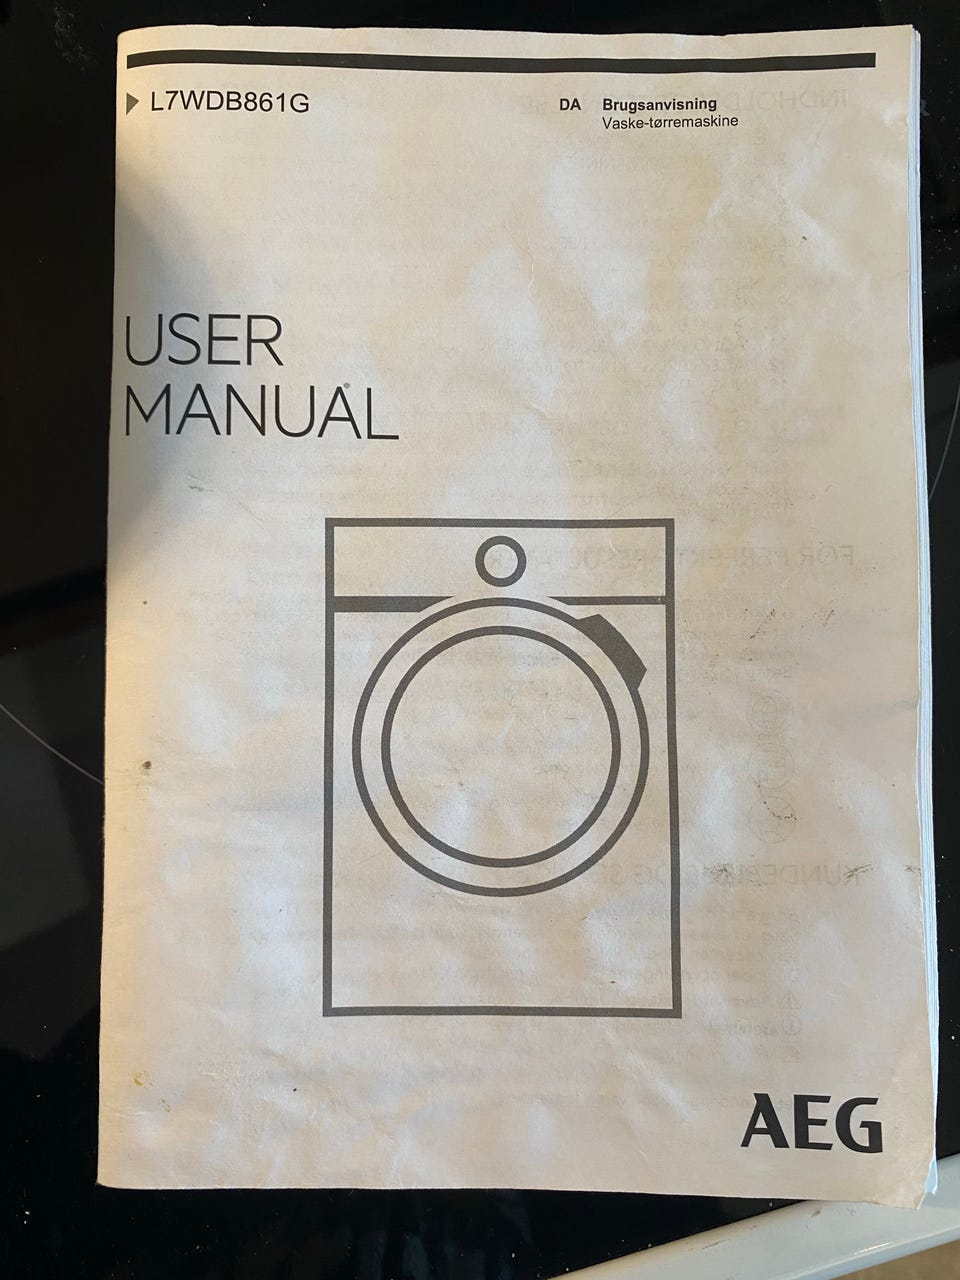 L7WDB861G
DA Brugsanvisning
Vaske-tørremaskine
USER
MANUAL
AEG